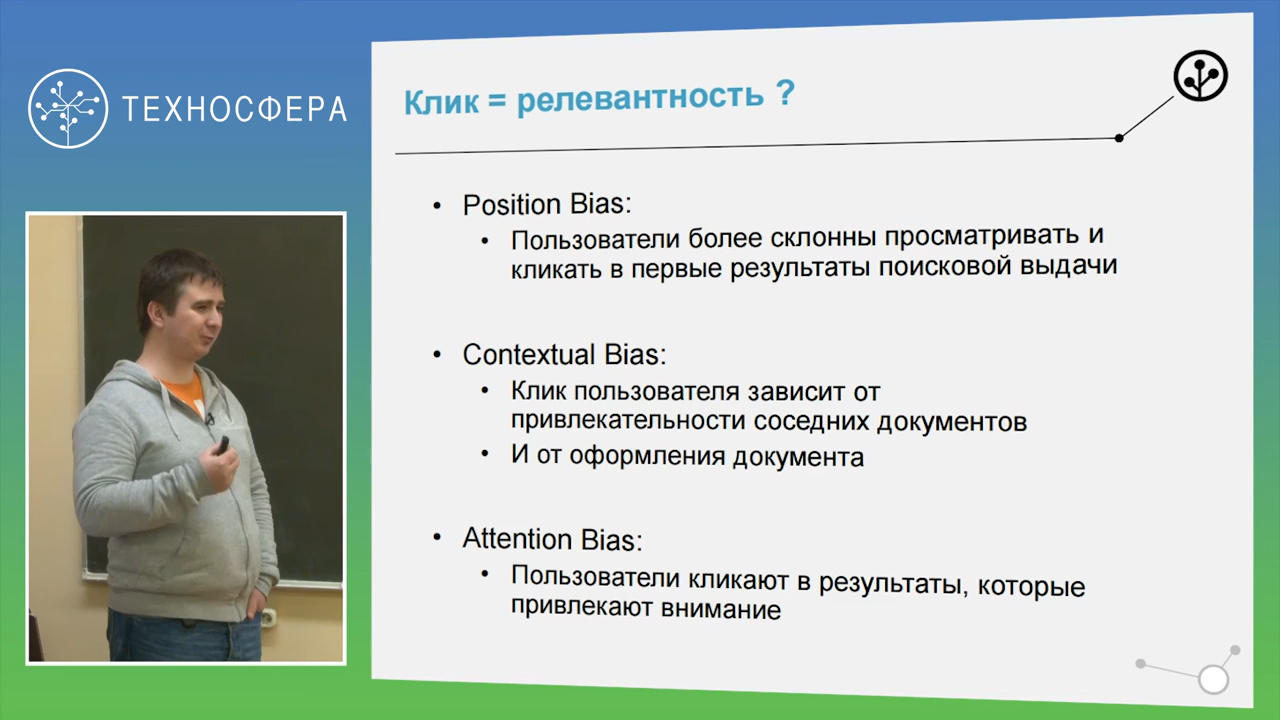 ТЕХНОСФЕРА
Клик = релевантность ?
• Position Bias:
• Пользователи более склонны просматривать и
кликать в первые результаты поисковой выдачи
• Contextual Bias:
• Клик пользователя зависит от
привлекательности соседних документов
• И от оформления документа
• Attention Bias:
• Пользователи кликают в результаты, которые
привлекают внимание